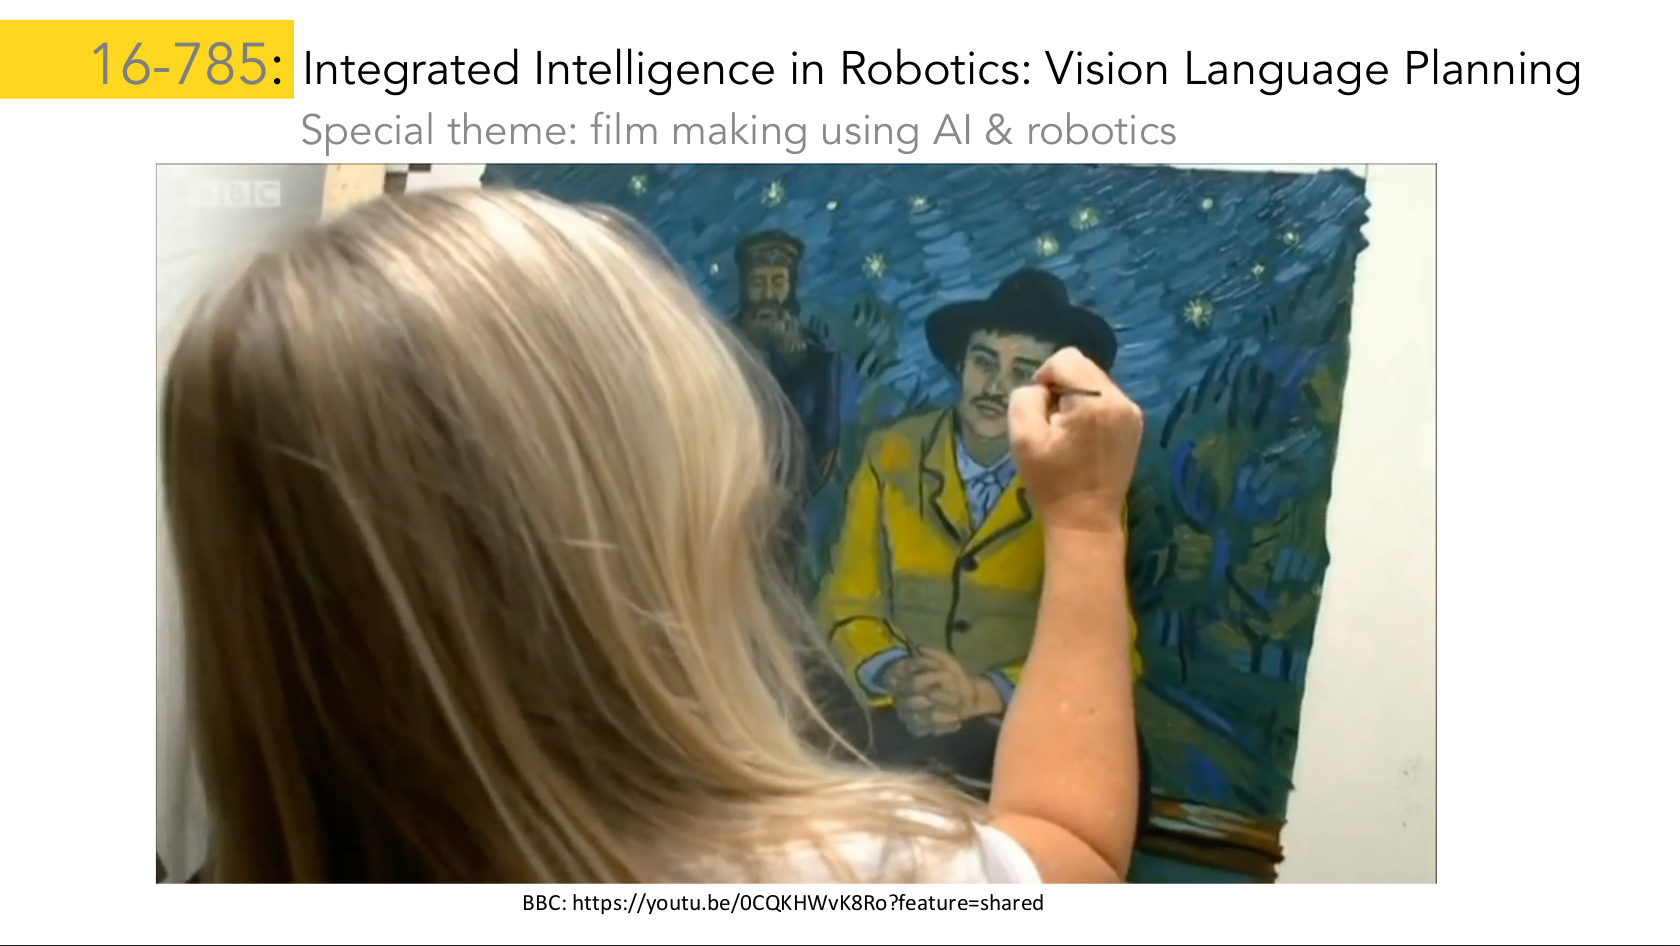 16-785: Integrated Intelligence in Robotics: Vision Language Planning
Special theme: film making using AI & robotics
BBC
BBC: https://youtu.be/0CQKHWvK8Ro?feature=shared